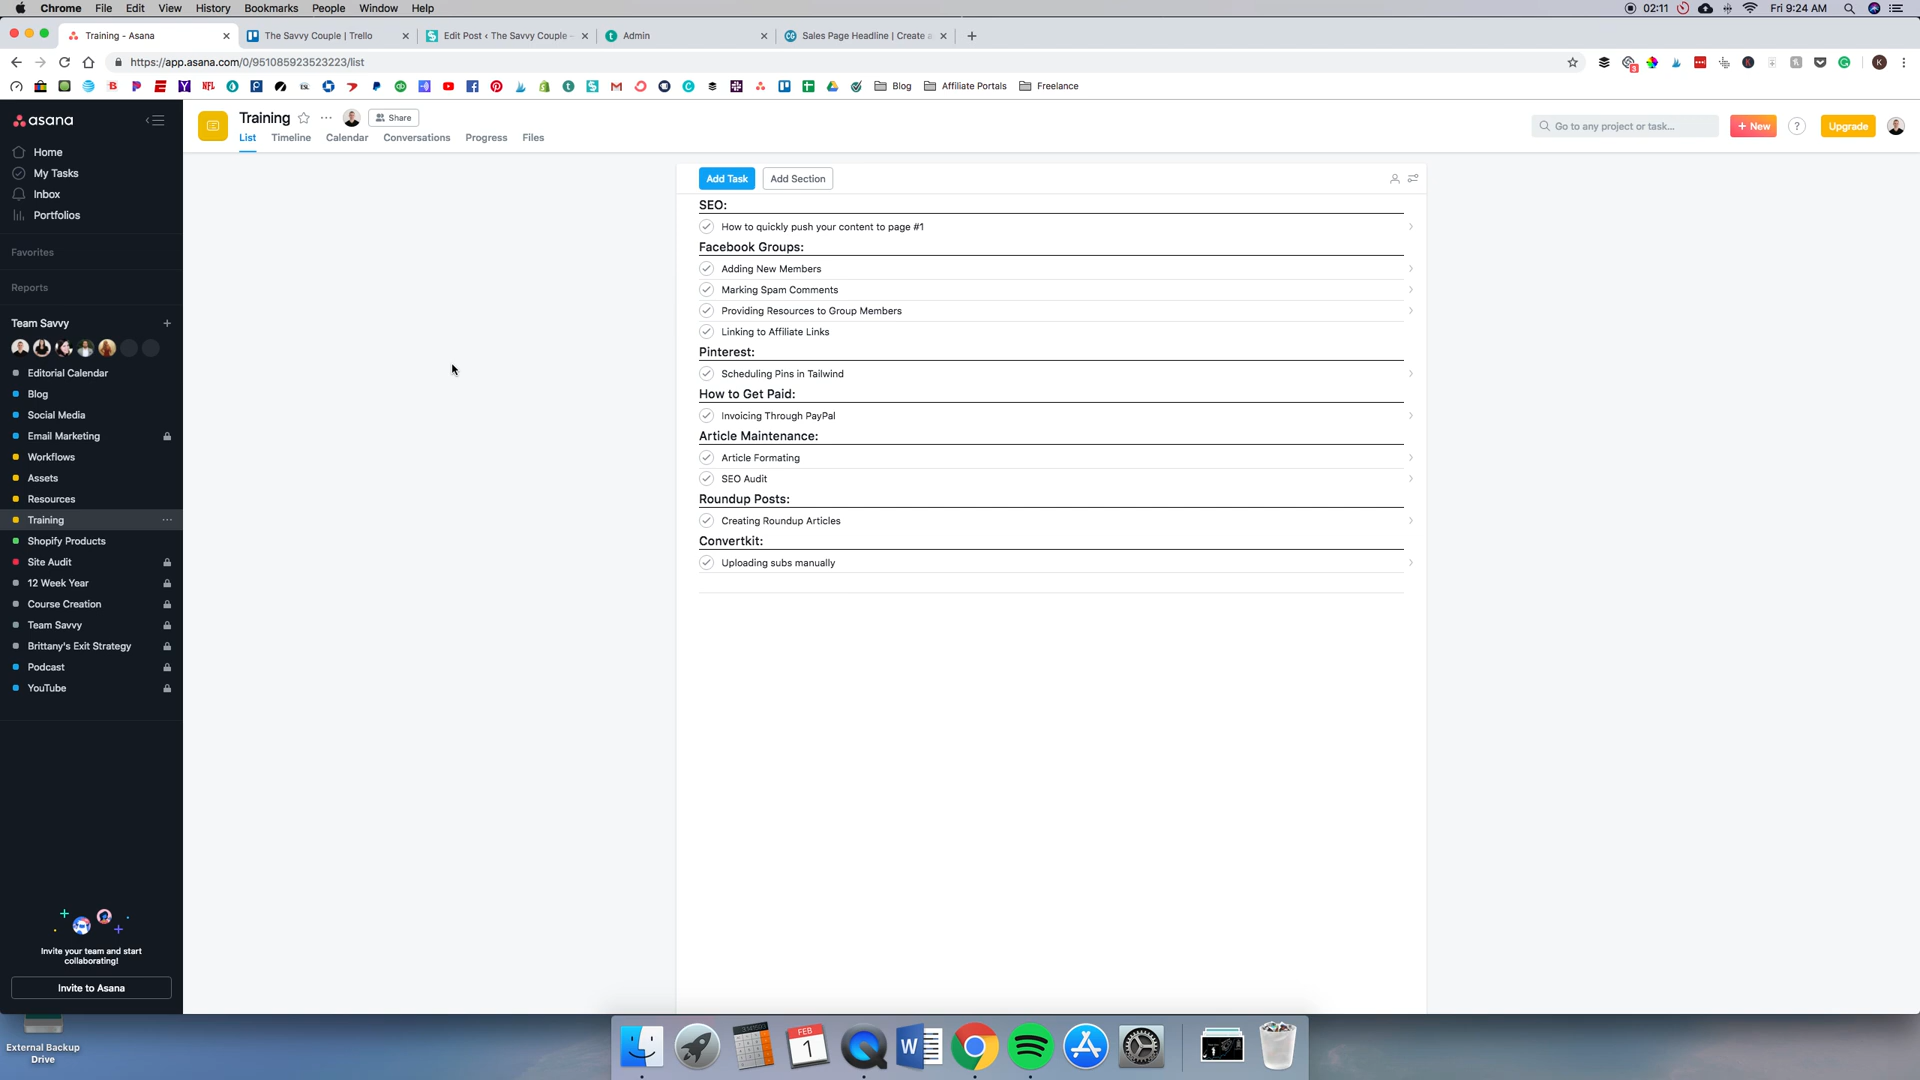 Chrome File Edit View History Bookmarks People Window Help
02:11 Fri 9:24 AM
Training - Asana
The Savvy Couple | Trello
Edit Post ‹ The Savvy Couple -
Admin
Sales Page Headline | Create a
https://app.asana.com/0/951085923523223/list
Blog Affiliate Portals Freelance
asana
Training
Share
List Timeline Calendar Conversations Progress Files
Go to any project or task...
+ New
?
Upgrade
Home
My Tasks
Inbox
Portfolios
Favorites
Reports
Team Savvy
Editorial Calendar
Blog
Social Media
Email Marketing
Workflows
Assets
Resources
Training
Shopify Products
Site Audit
12 Week Year
Course Creation
Team Savvy
Brittany's Exit Strategy
Podcast
YouTube
Invite your team and start
collaborating!
Invite to Asana
Add Task Add Section
SEO:
How to quickly push your content to page #1
Facebook Groups:
Adding New Members
Marking Spam Comments
Providing Resources to Group Members
Linking to Affiliate Links
Pinterest:
Scheduling Pins in Tailwind
How to Get Paid:
Invoicing Through PayPal
Article Maintenance:
Article Formating
SEO Audit
Roundup Posts:
Creating Roundup Articles
Convertkit:
Uploading subs manually
External Backup
Drive
FEB
1
W